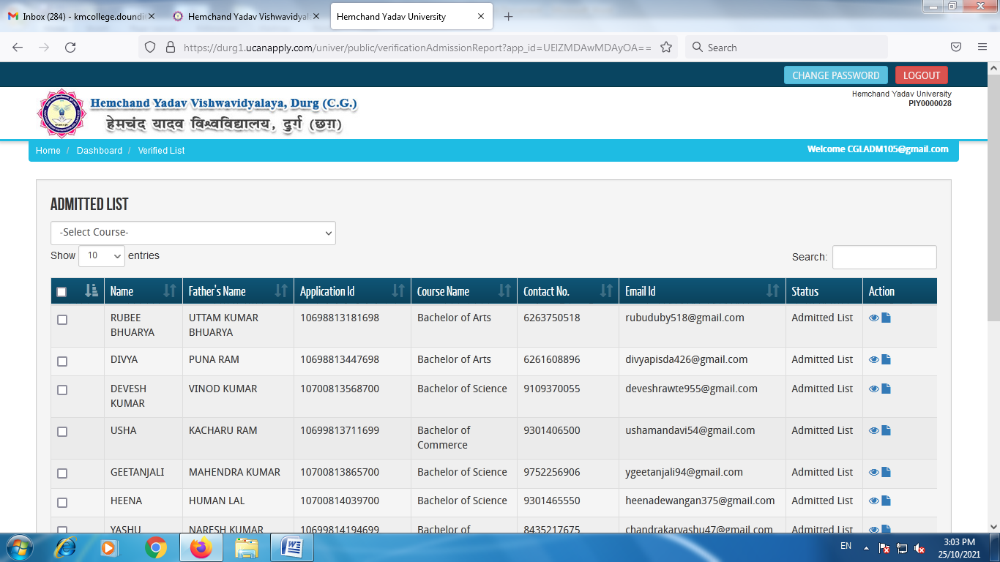 Inbox (284) - kmcollege.doundi
Hemchand Yadav Vishwavidyal
Hemchand Yadav University
https://durg1.ucanapply.com/univer/public/verificationAdmissionReport?app_id=UElZMDAwMDAyOA==
Search
CHANGE PASSWORD LOGOUT
Hemchand Yadav University
PIY0000028
Hemchand Yadav Vishwavidyalaya, Durg (C.G.)
हेमचंद यादव विश्वविद्यालय, दुर्ग (छग़)
Home / Dashboard / Verified List
Welcome CGLADM105@gmail.com
ADMITTED LIST
-Select Course-
Show 10 entries
Search:
Name Father's Name Application Id Course Name Contact No. Email Id Status Action
RUBEE UTTAM KUMAR 10698813181698 Bachelor of Arts 6263750518 rubuduby518@gmail.com Admitted List
BHUARYA BHUARYA
DIVYA PUNA RAM 10698813447698 Bachelor of Arts 6261608896 divyapisda426@gmail.com Admitted List
DEVESH VINOD KUMAR 10700813568700 Bachelor of Science 9109370055 deveshrawte955@gmail.com Admitted List
KUMAR
USHA KACHARU RAM 10699813711699 Bachelor of 9301406500 ushamandavi54@gmail.com Admitted List
Commerce
GEETANJALI MAHENDRA KUMAR 10700813865700 Bachelor of Science 9752256906 ygeetanjali94@gmail.com Admitted List
HEENA HUMAN LAL 10700814039700 Bachelor of Science 9301465550 heenadewangan375@gmail.com Admitted List
YASHU NARESH KUMAR 10699814194699 Bachelor of 8435217675 chandrakaryashu47@gmail.com Admitted List
EN
3:03 PM
25/10/2021